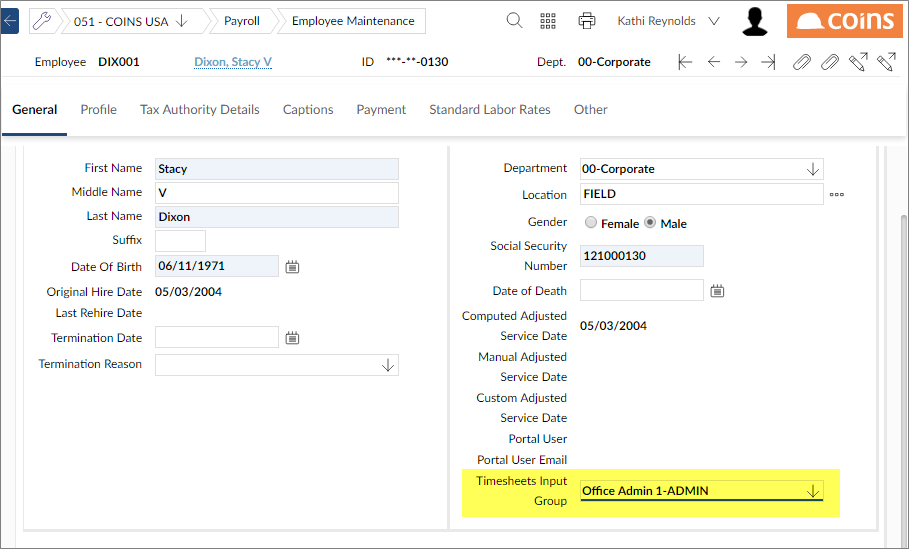 051 - COINS USA Payroll Employee Maintenance Kathi Reynolds coins
Employee DIX001 Dixon, Stacy V ID ***-**-0130 Dept. 00-Corporate
General Profile Tax Authority Details Captions Payment Standard Labor Rates Other
First Name Stacy
Middle Name V
Last Name Dixon
Suffix
Date Of Birth 06/11/1971
Original Hire Date 05/03/2004
Last Rehire Date
Termination Date
Termination Reason
Department 00-Corporate
Location FIELD
Gender Female Male
Social Security
Number 121000130
Date of Death
Computed Adjusted
Service Date 05/03/2004
Manual Adjusted
Service Date
Custom Adjusted
Service Date
Portal User
Portal User Email
Timesheets Input
Group Office Admin 1-ADMIN